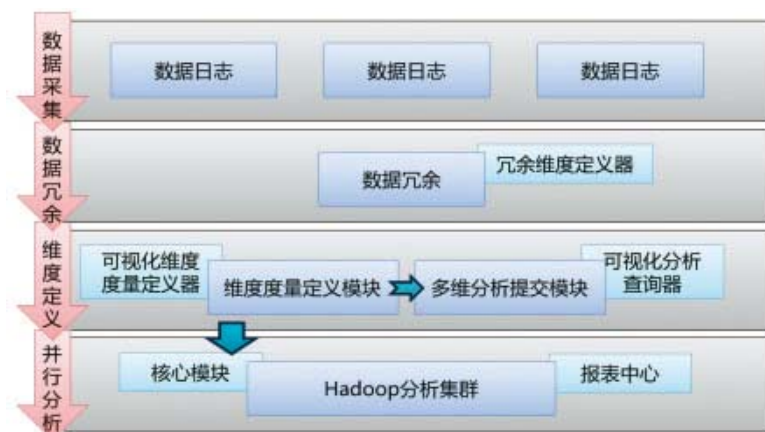 数据采集
数据日志
数据日志
数据日志
数据冗余
数据冗余
冗余维度定义器
维度定义
可视化维度
度量定义器
维度度量定义模块
多维分析提交模块
可视化分析
查询器
并行分析
核心模块
Hadoop分析集群
报表中心